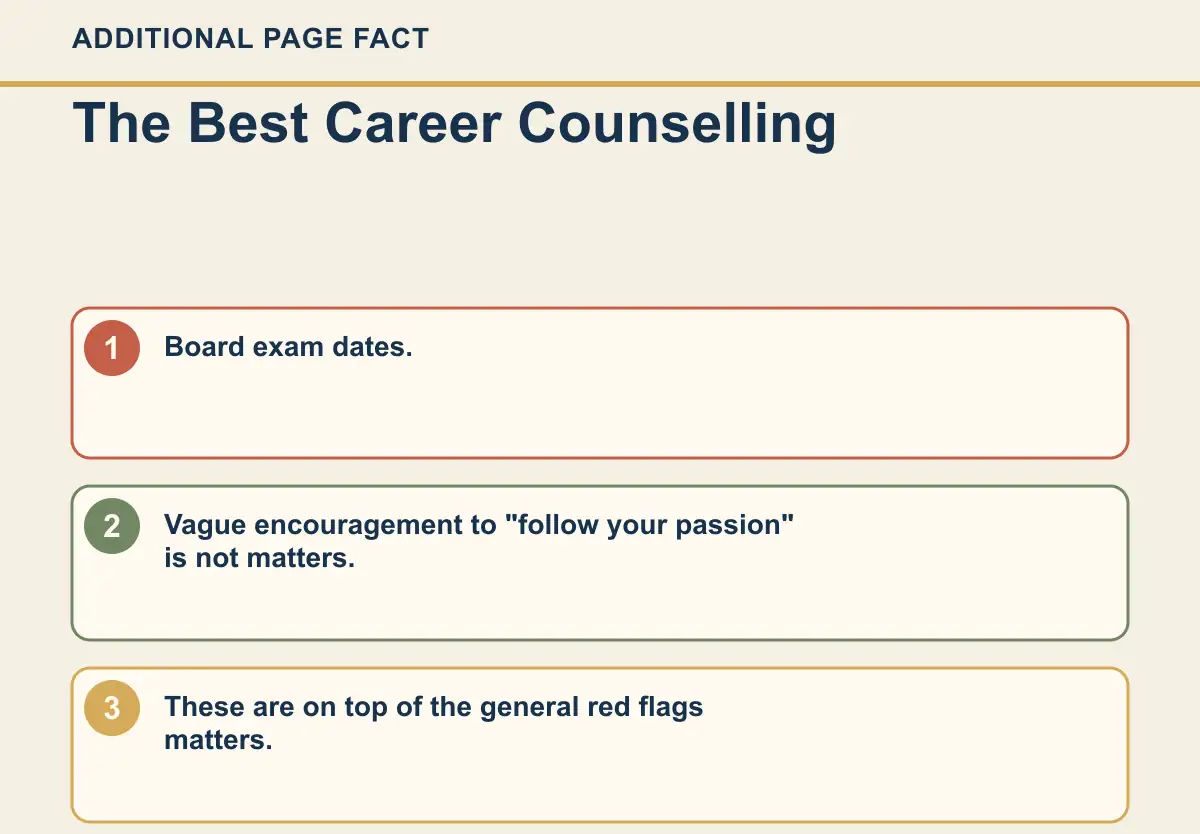 ADDITIONAL PAGE FACT
The Best Career Counselling
1
Board exam dates.
2
Vague encouragement to "follow your passion"
is not matters.
3
These are on top of the general red flags
matters.